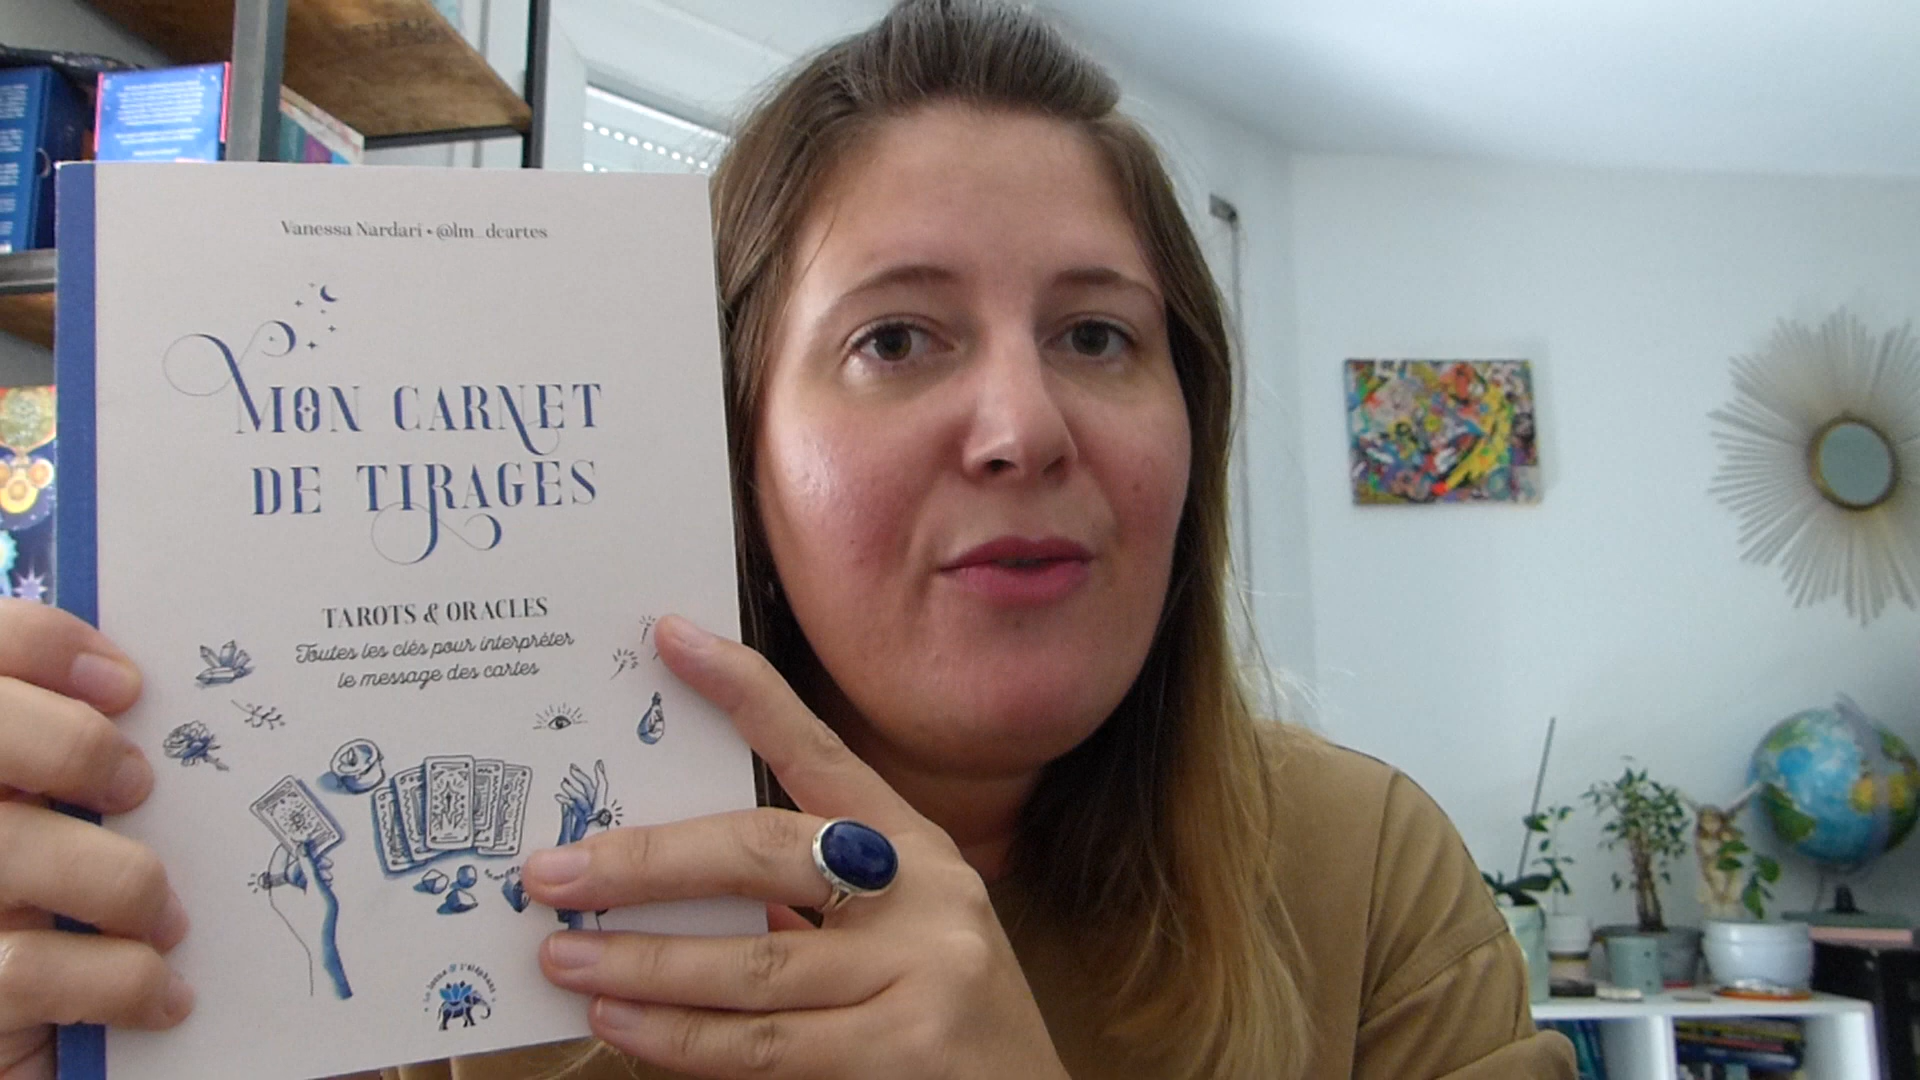 Vanessa Nardari • @lm_dcartes
MON CARNET
DE TIRAGES
TAROTS & ORACLES
Toutes les clés pour interpréter
le message des cartes